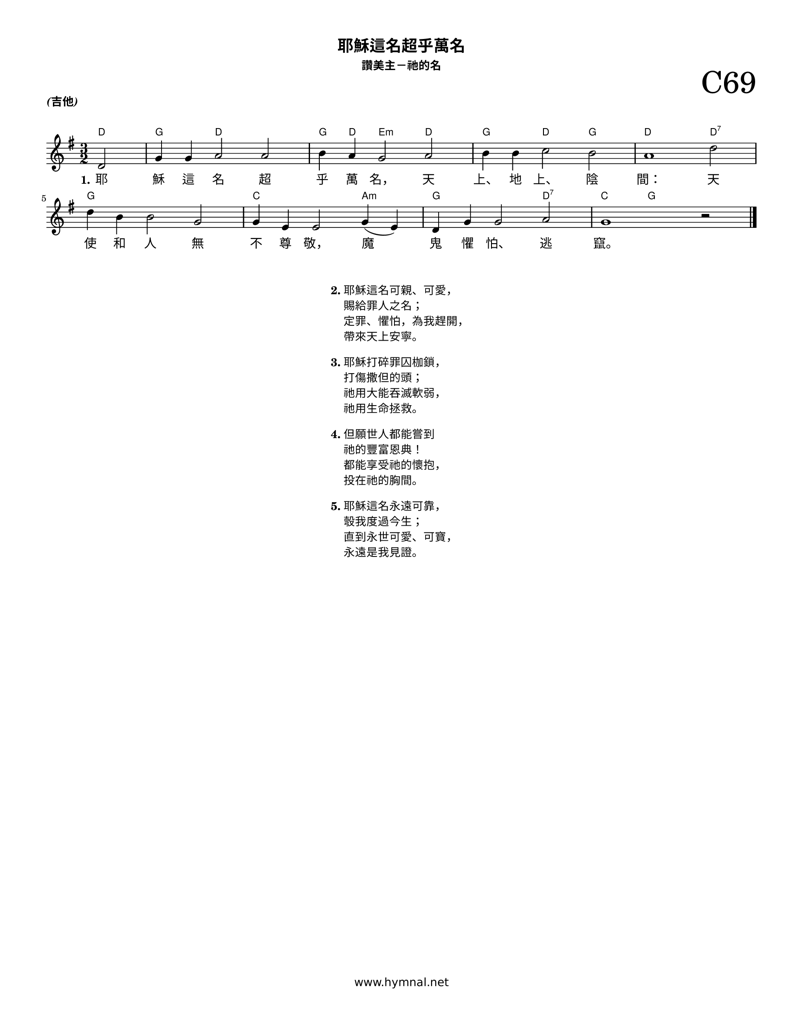 耶穌這名超乎萬名
讚美主－祂的名
C69
(吉他)
D G D G D Em D G D G D D7
3
2
1. 耶 穌 這 名 超 乎 萬 名， 天 上、 地 上、 陰 間： 天
5 G C Am G D7 C G
使 和 人 無 不 尊 敬， 魔 鬼 懼 怕、 逃 竄。
2. 耶穌這名可親、可愛，
賜給罪人之名；
定罪、懼怕，為我趕開，
帶來天上安寧。
3. 耶穌打碎罪囚枷鎖，
打傷撒但的頭；
祂用大能吞滅軟弱，
祂用生命拯救。
4. 但願世人都能嘗到
祂的豐富恩典！
都能享受祂的懷抱，
投在祂的胸間。
5. 耶穌這名永遠可靠，
彀我度過今生；
直到永世可愛、可寶，
永遠是我見證。
www.hymnal.net